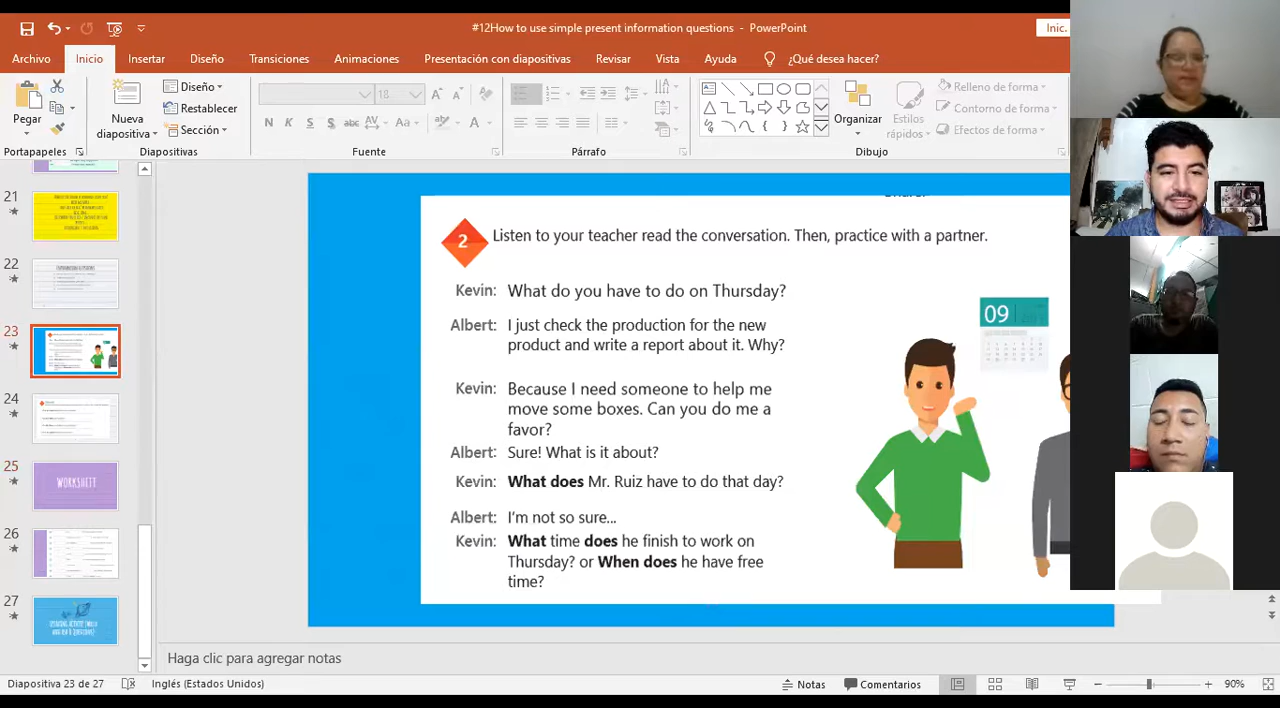 #12How to use simple present information questions - PowerPoint
Inic.
Archivo Inicio Insertar Diseño Transiciones Animaciones Presentación con diapositivas Revisar Vista Ayuda ¿Qué desea hacer?
Pegar
Nueva diapositiva
Diseño
Restablecer
Sección
18
N K S S abc AV Aa A
Organizar
Estilos rápidos
Relleno de forma
Contorno de forma
Efectos de forma
Portapapeles Diapositivas Fuente Párrafo Dibujo
21
22
23
24
25
WORKSHEET
26
27
2
Listen to your teacher read the conversation. Then, practice with a partner.
Kevin: What do you have to do on Thursday?
Albert: I just check the production for the new
product and write a report about it. Why?
Kevin: Because I need someone to help me
move some boxes. Can you do me a
favor?
Albert: Sure! What is it about?
Kevin: What does Mr. Ruiz have to do that day?
Albert: I'm not so sure...
Kevin: What time does he finish to work on
Thursday? or When does he have free
time?
09
Haga clic para agregar notas
Diapositiva 23 de 27 Inglés (Estados Unidos) Notas Comentarios 90%